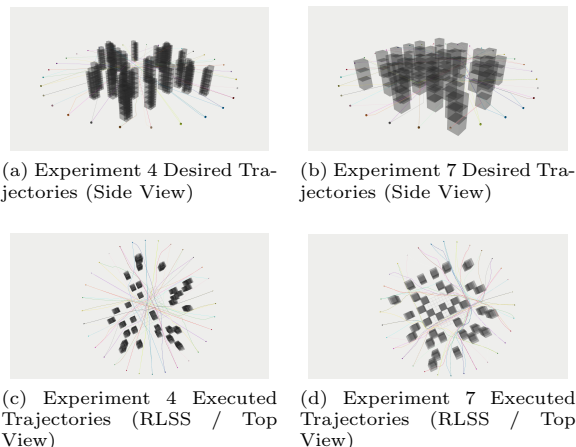 (a) Experiment 4 Desired Tra-
jectories (Side View)
(b) Experiment 7 Desired Tra-
jectories (Side View)
(c) Experiment 4 Executed
Trajectories (RLSS / Top
View)
(d) Experiment 7 Executed
Trajectories (RLSS / Top
View)